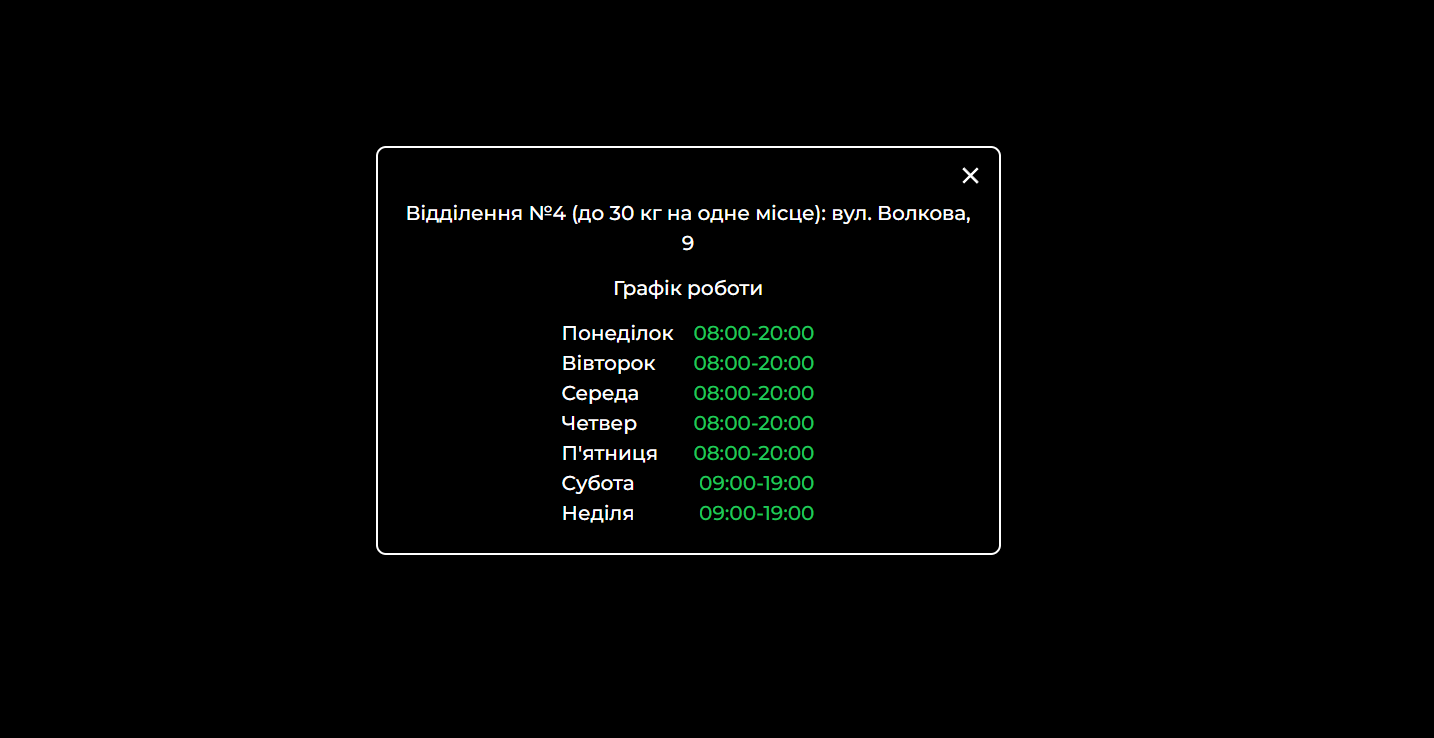 Відділення №4 (до 30 кг на одне місце): вул. Волкова,
9
Графік роботи
Понеділок 08:00-20:00
Вівторок 08:00-20:00
Середа 08:00-20:00
Четвер 08:00-20:00
П'ятниця 08:00-20:00
Субота 09:00-19:00
Неділя 09:00-19:00